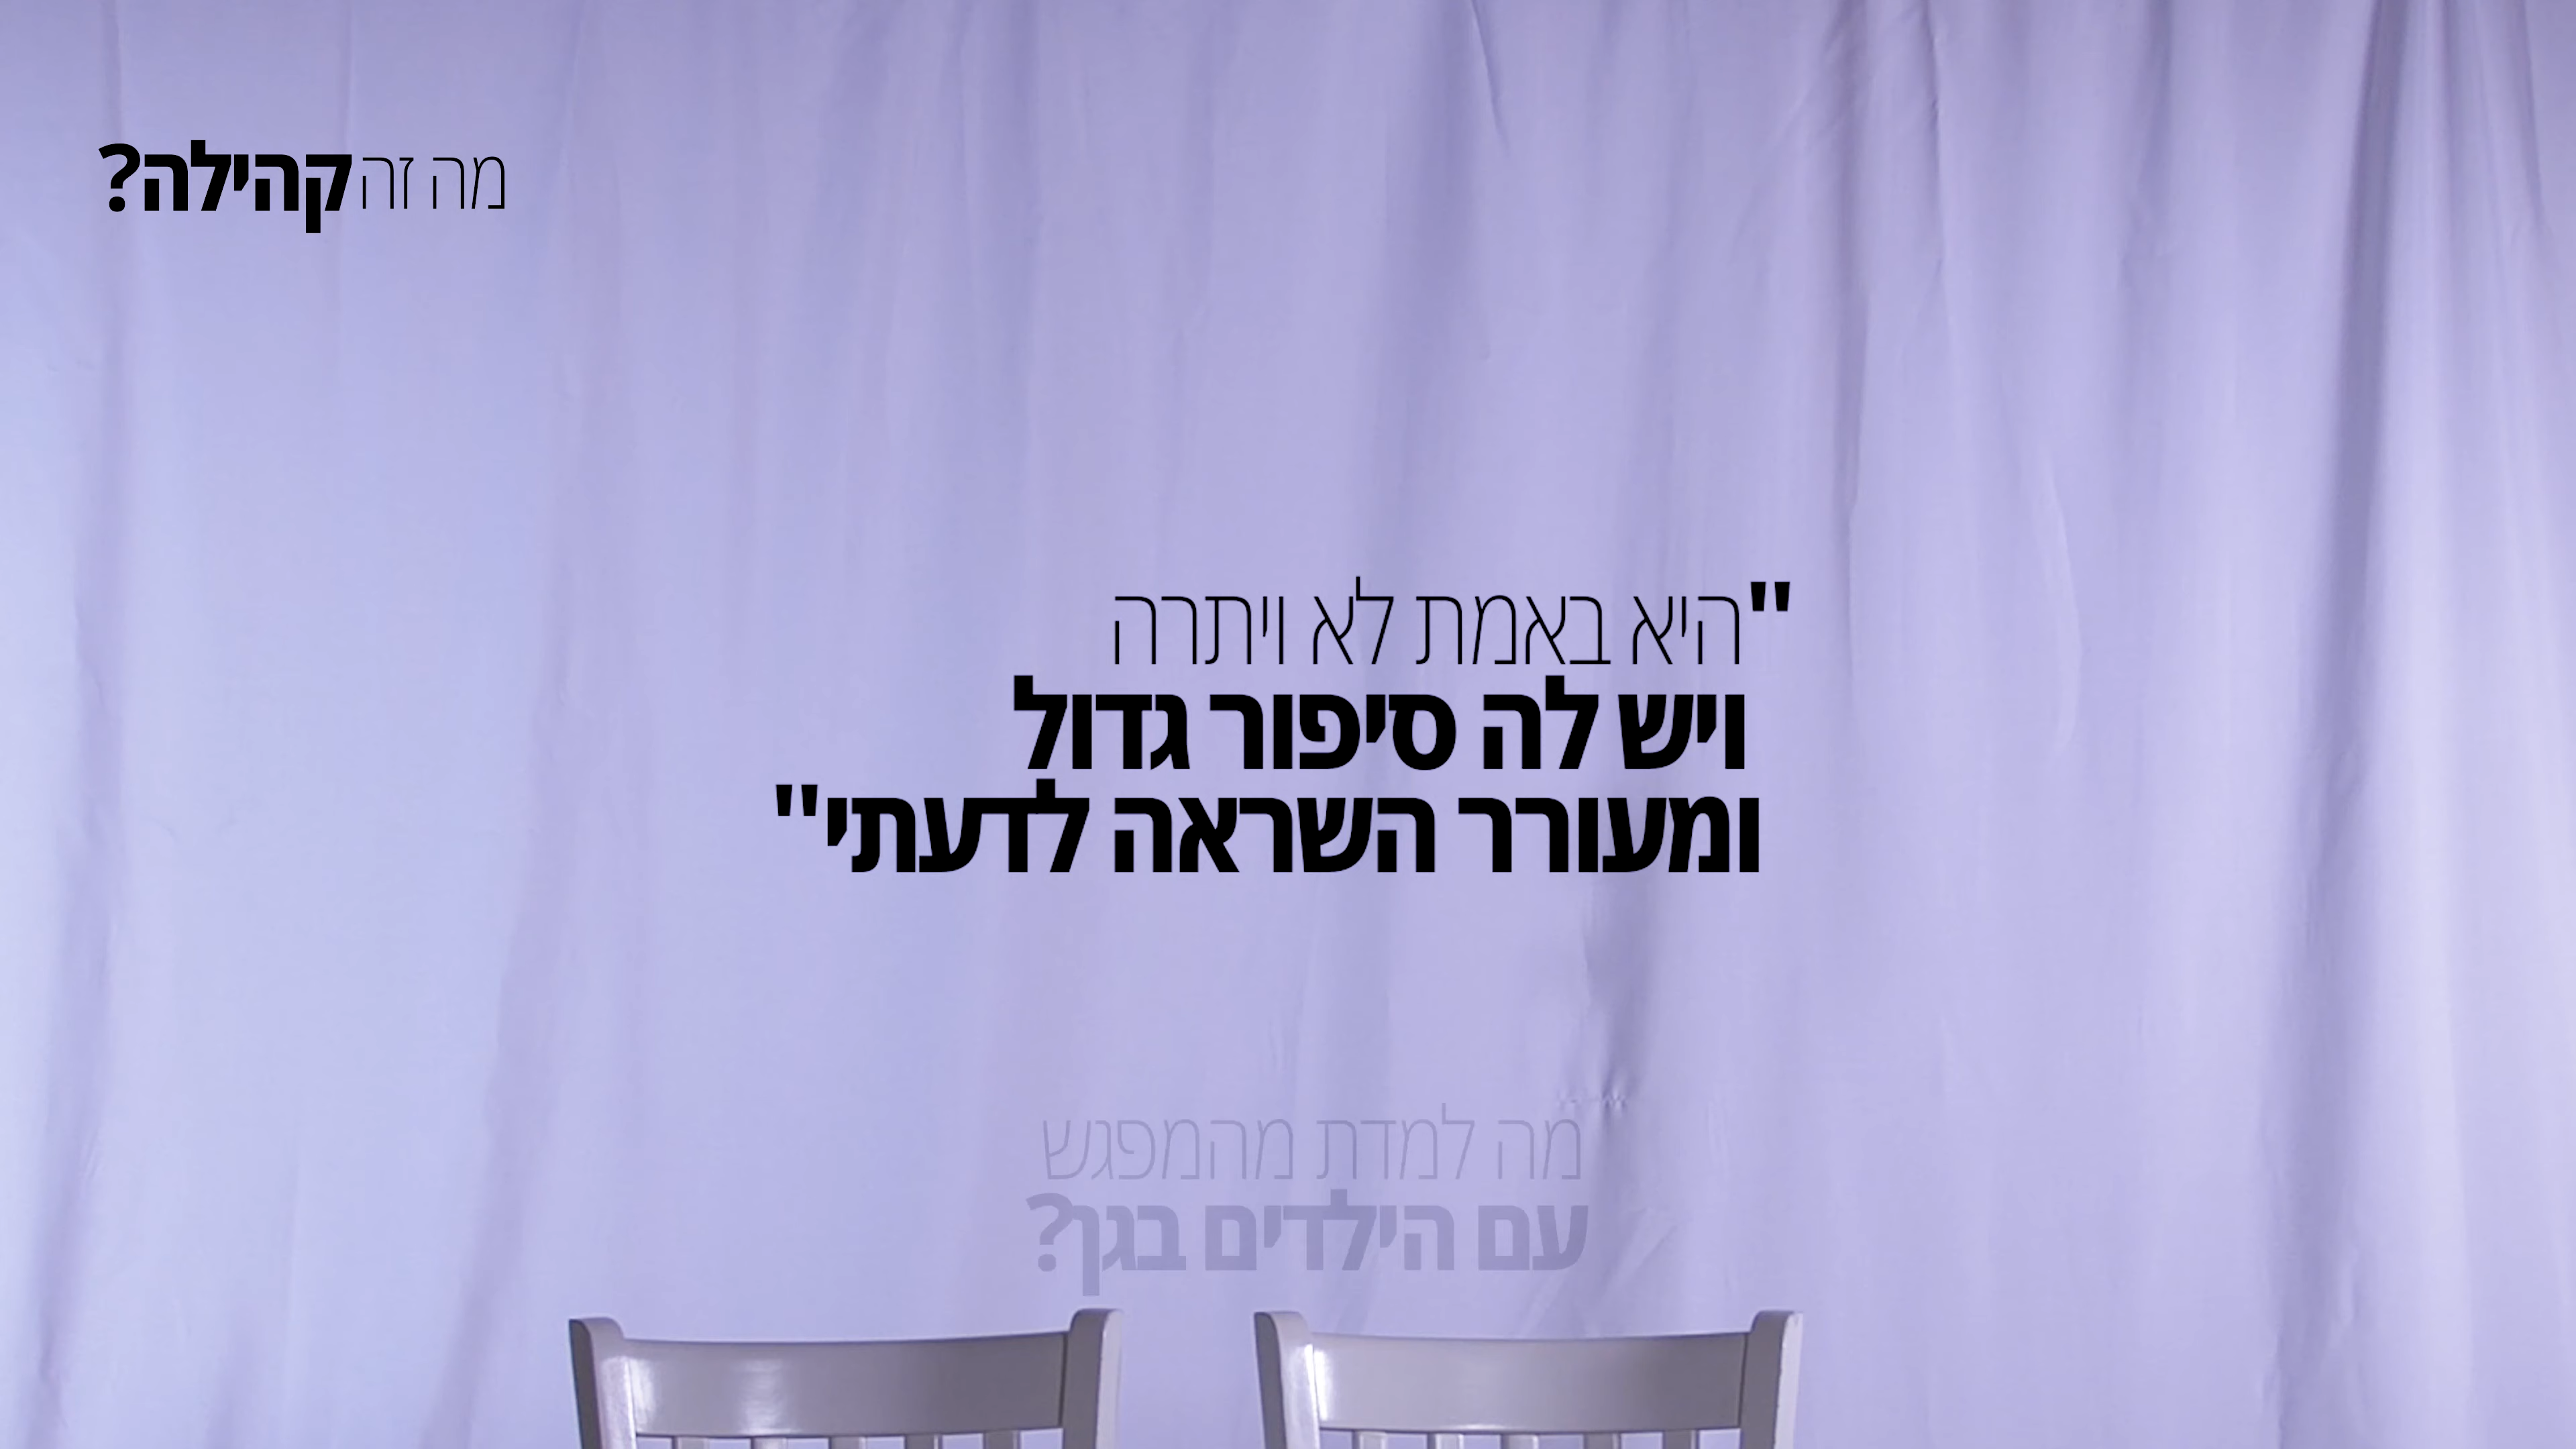 מה זה קהילה?
"היא באמת לא ויתרה
ויש לה סיפור גדול
ומעורר השראה לדעתי"
מה למדת מהמפגש
עם הילדים בגן?